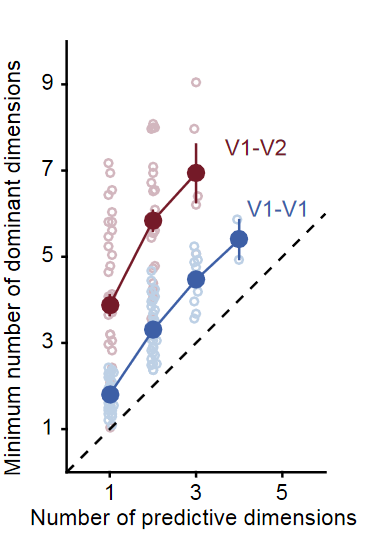 9
7
5
3
1
1
3
5
V1-V2
V1-V1
Minimum number of dominant dimensions
Number of predictive dimensions